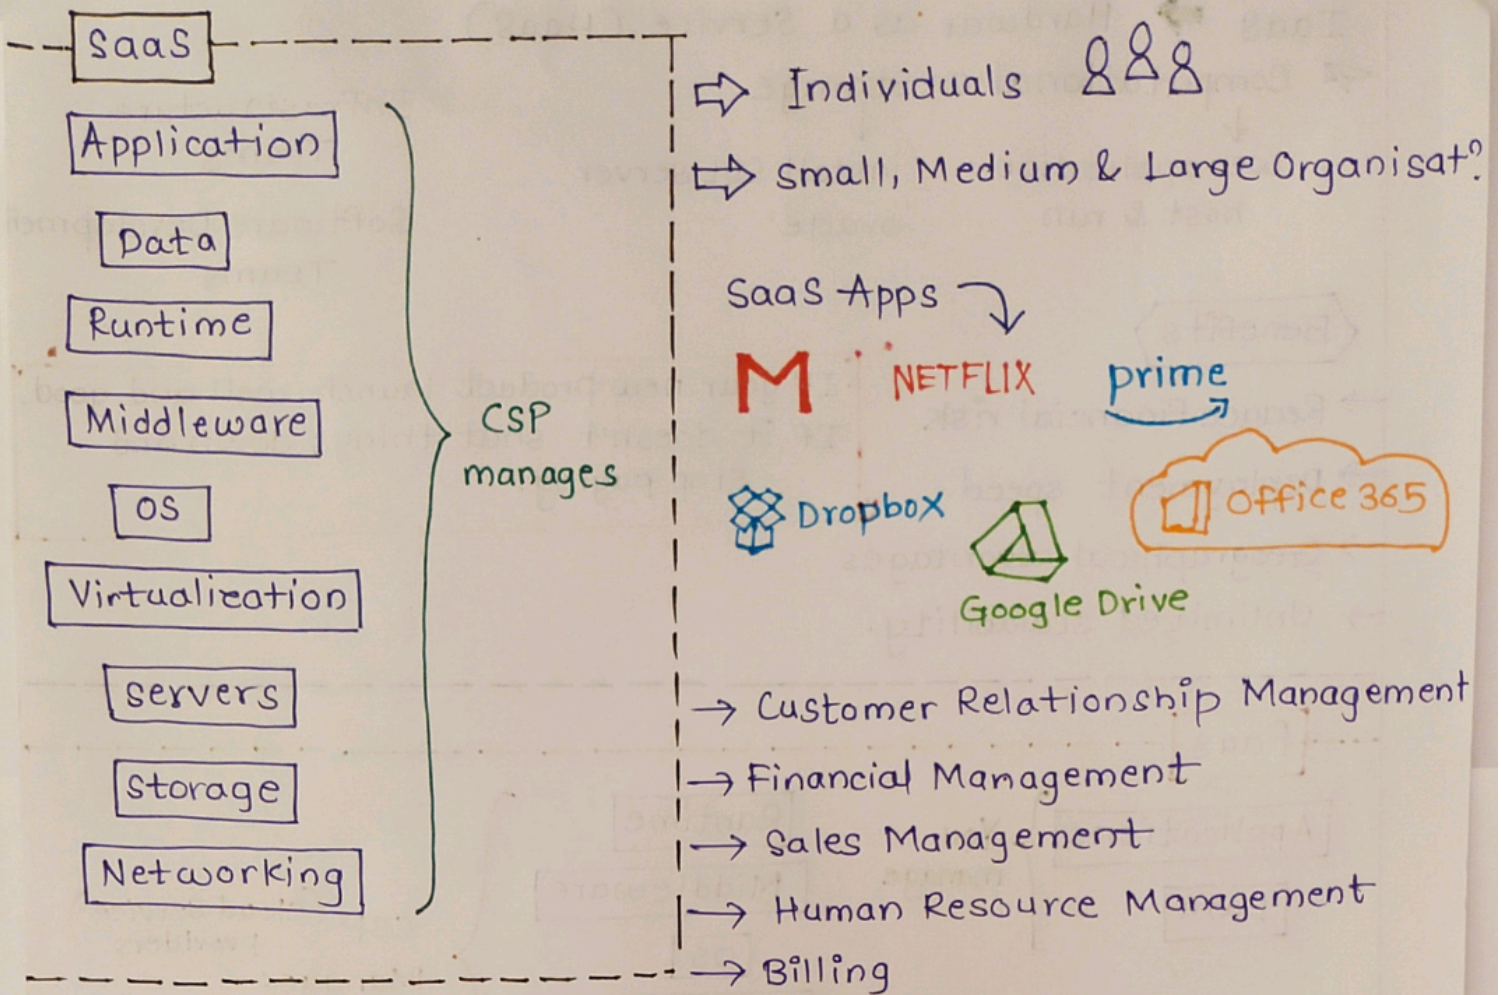 SaaS
Application
Data
Runtime
Middleware
OS
Virtualization
Servers
Storage
Networking
CSP
manages
Individuals
Small, Medium & Large Organisat?
SaaS Apps
M
NETFLIX
prime
Dropbox
Office 365
Google Drive
→ Customer Relationship Management
→ Financial Management
→ Sales Management
→ Human Resource Management
→ Billing